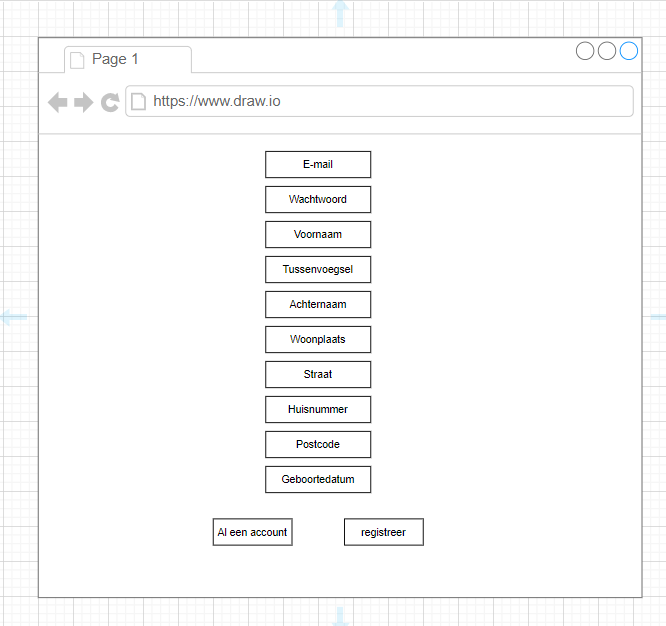 Page 1
https://www.draw.io
E-mail
Wachtwoord
Voornaam
Tussenvoegsel
Achternaam
Woonplaats
Straat
Huisnummer
Postcode
Geboortedatum
Al een account
registreer